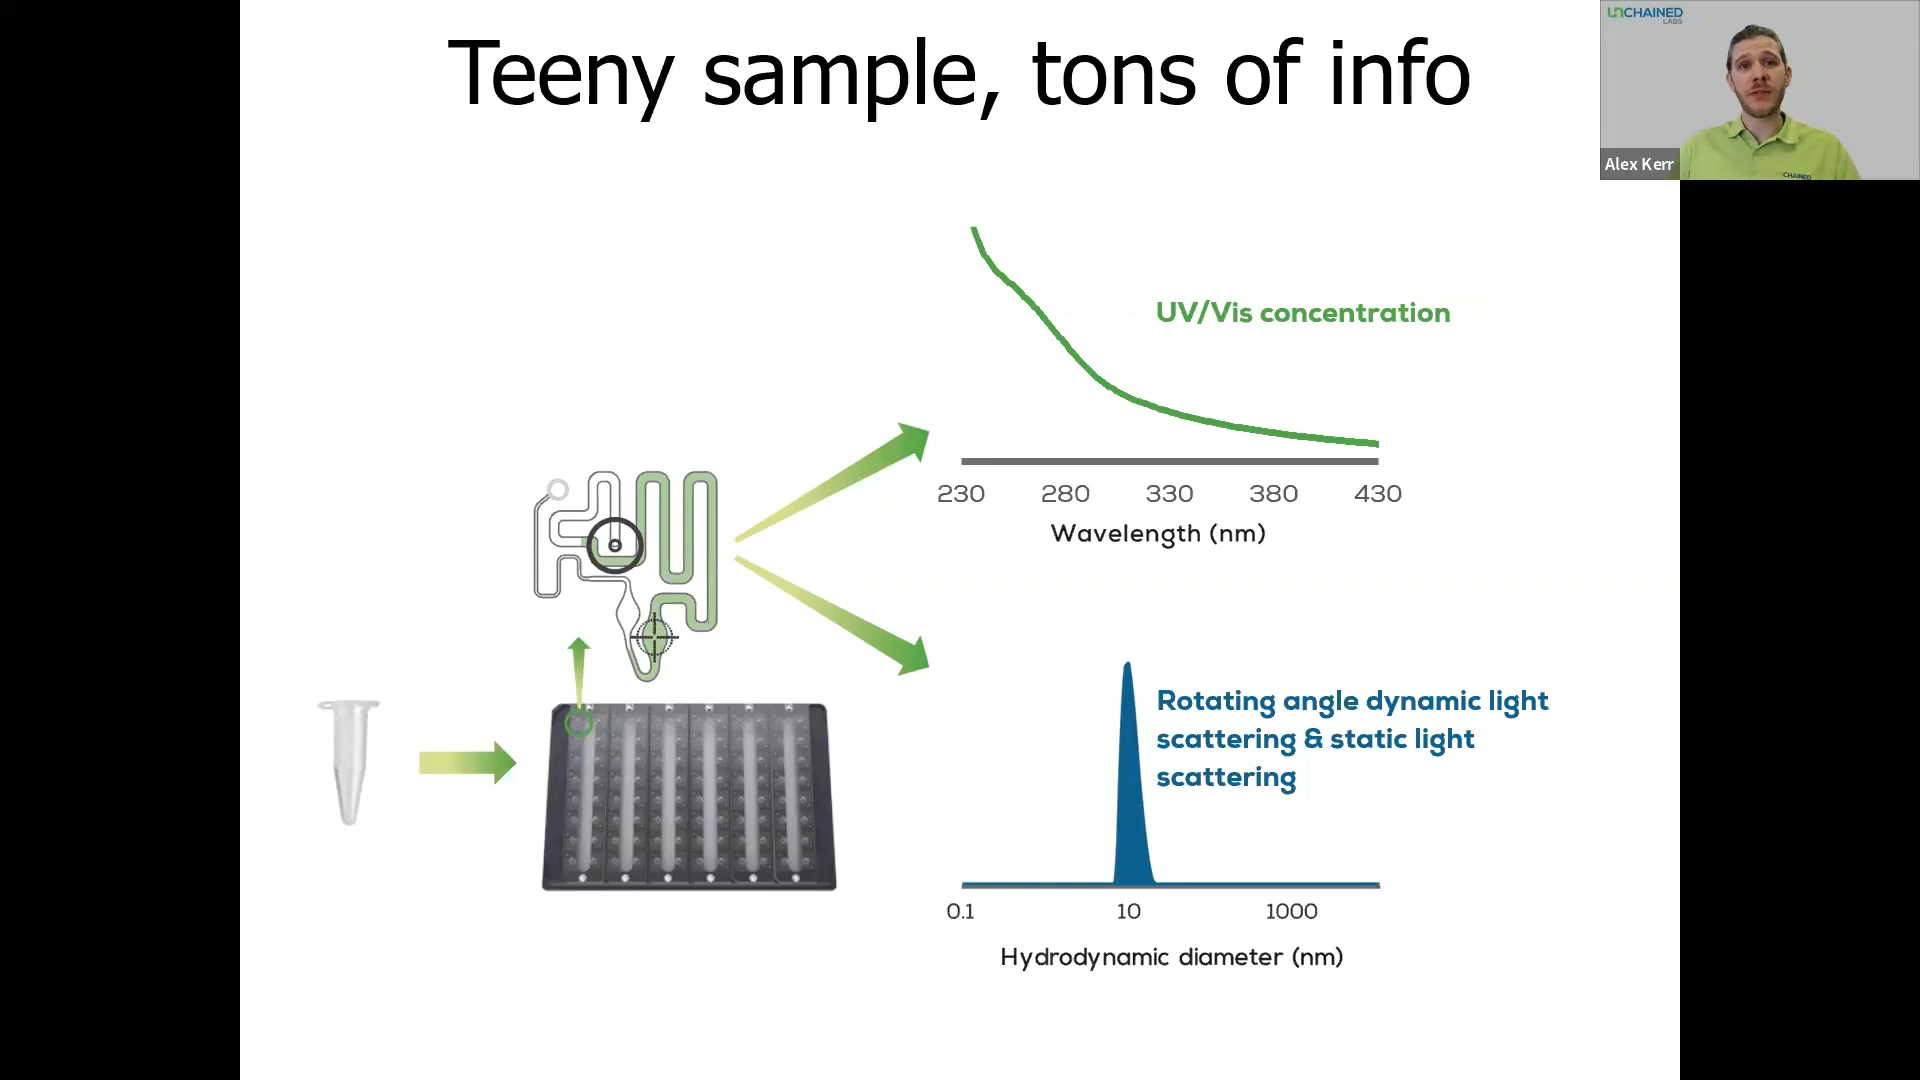 Teeny sample, tons of info
UNCHAINED
LABS
Alex Kerr
CHAINED
UV/Vis concentration
230 280 330 380 430
Wavelength (nm)
Rotating angle dynamic light
scattering & static light
scattering
0.1 10 1000
Hydrodynamic diameter (nm)